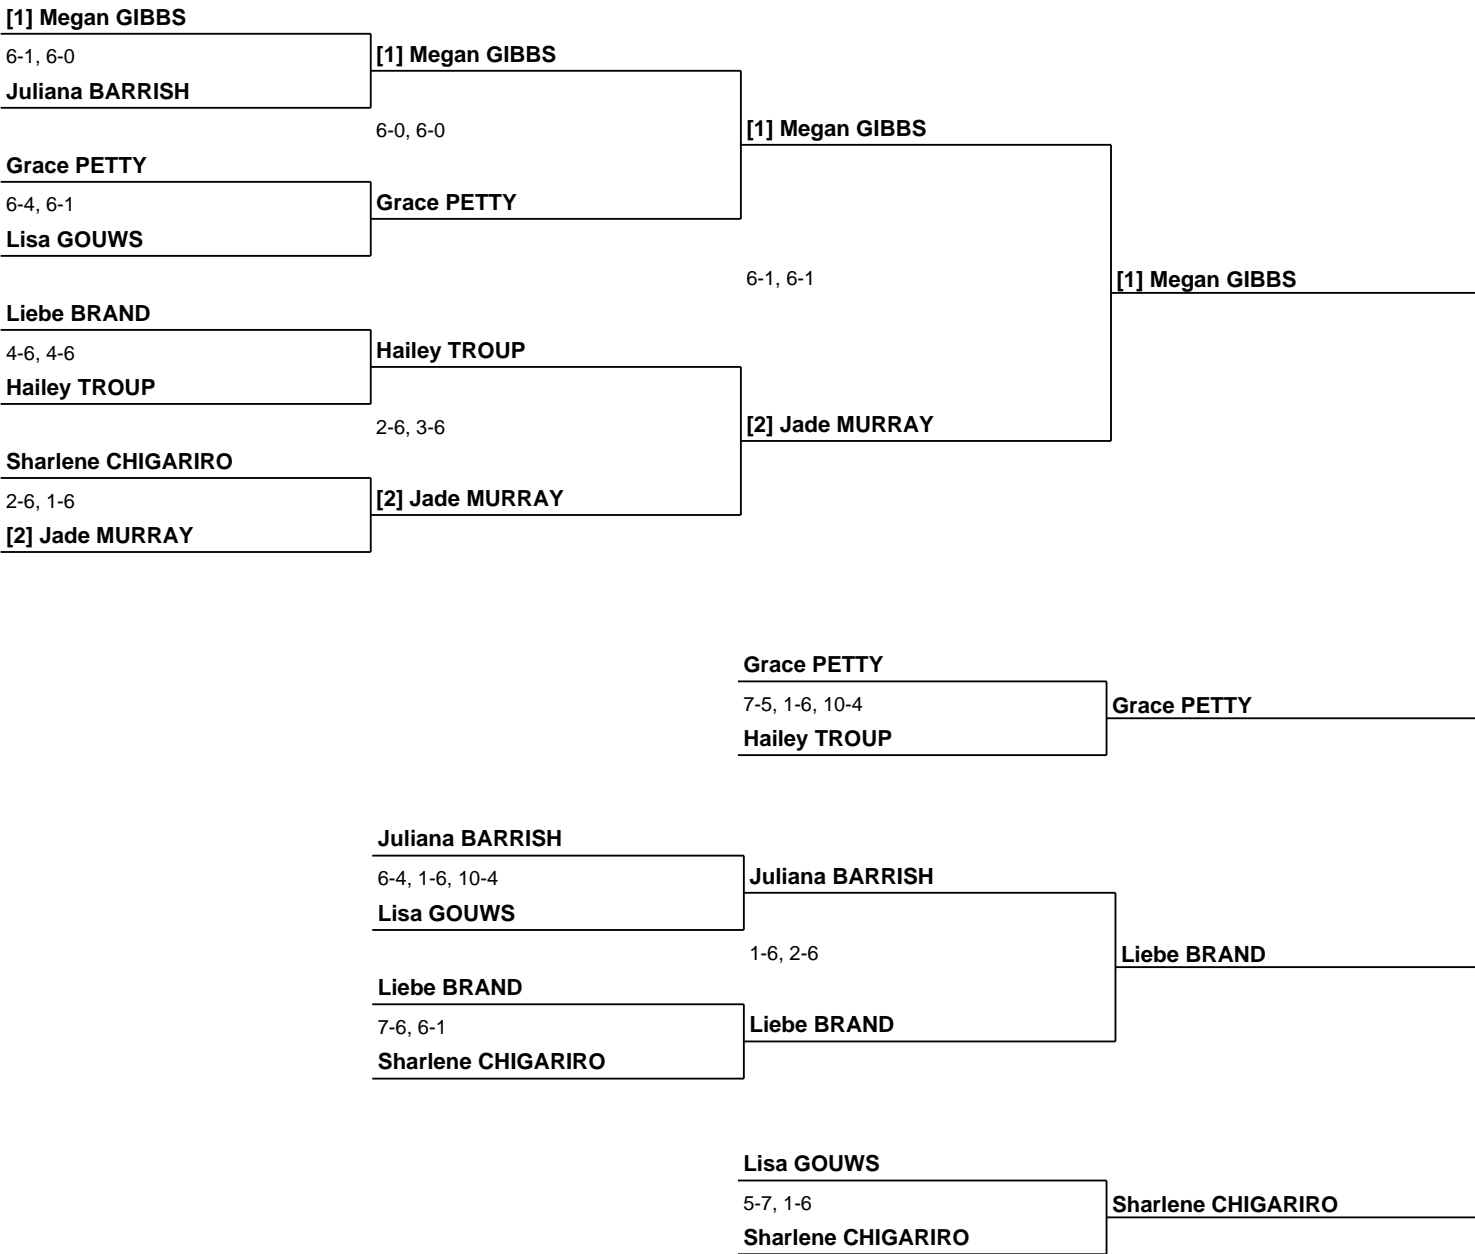 [1] Megan GIBBS
6-1, 6-0
[1] Megan GIBBS
Juliana BARRISH
6-0, 6-0
[1] Megan GIBBS
Grace PETTY
6-4, 6-1
Grace PETTY
Lisa GOUWS
6-1, 6-1
[1] Megan GIBBS
Liebe BRAND
4-6, 4-6
Hailey TROUP
Hailey TROUP
2-6, 3-6
[2] Jade MURRAY
Sharlene CHIGARIRO
2-6, 1-6
[2] Jade MURRAY
[2] Jade MURRAY
Grace PETTY
7-5, 1-6, 10-4
Grace PETTY
Hailey TROUP
Juliana BARRISH
6-4, 1-6, 10-4
Juliana BARRISH
Lisa GOUWS
1-6, 2-6
Liebe BRAND
Liebe BRAND
7-6, 6-1
Liebe BRAND
Sharlene CHIGARIRO
Lisa GOUWS
5-7, 1-6
Sharlene CHIGARIRO
Sharlene CHIGARIRO